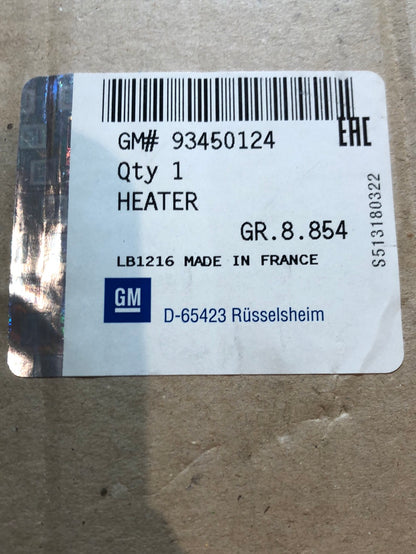 GM# 93450124
EAC
Qty 1
HEATER
GR.8.854
LB1216 MADE IN FRANCE
S513180322
GM
D-65423 Rüsselsheim